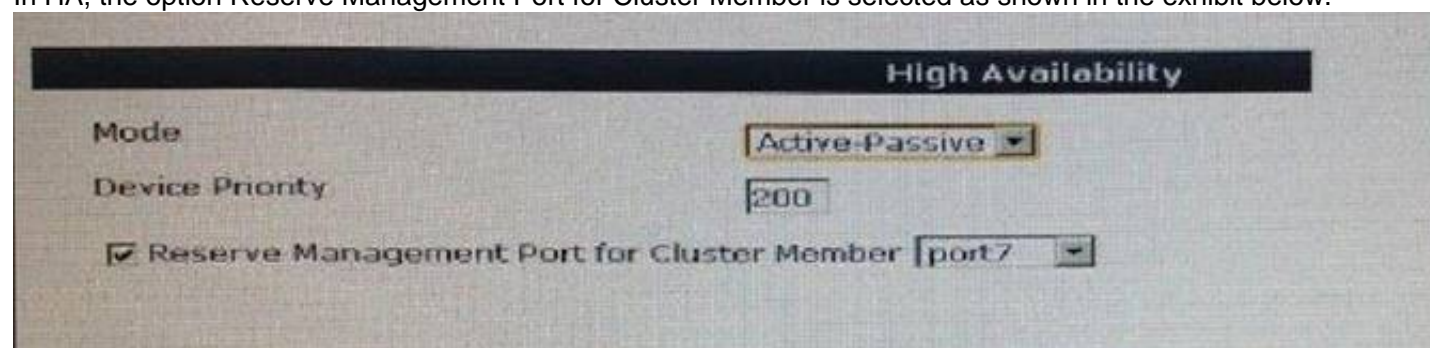 In HA, the option Reserve Management Port for Cluster Member is selected as shown in the exhibit below.
High Availability
Mode
Active-Passive
Device Priority
200
Reserve Management Port for Cluster Member port7